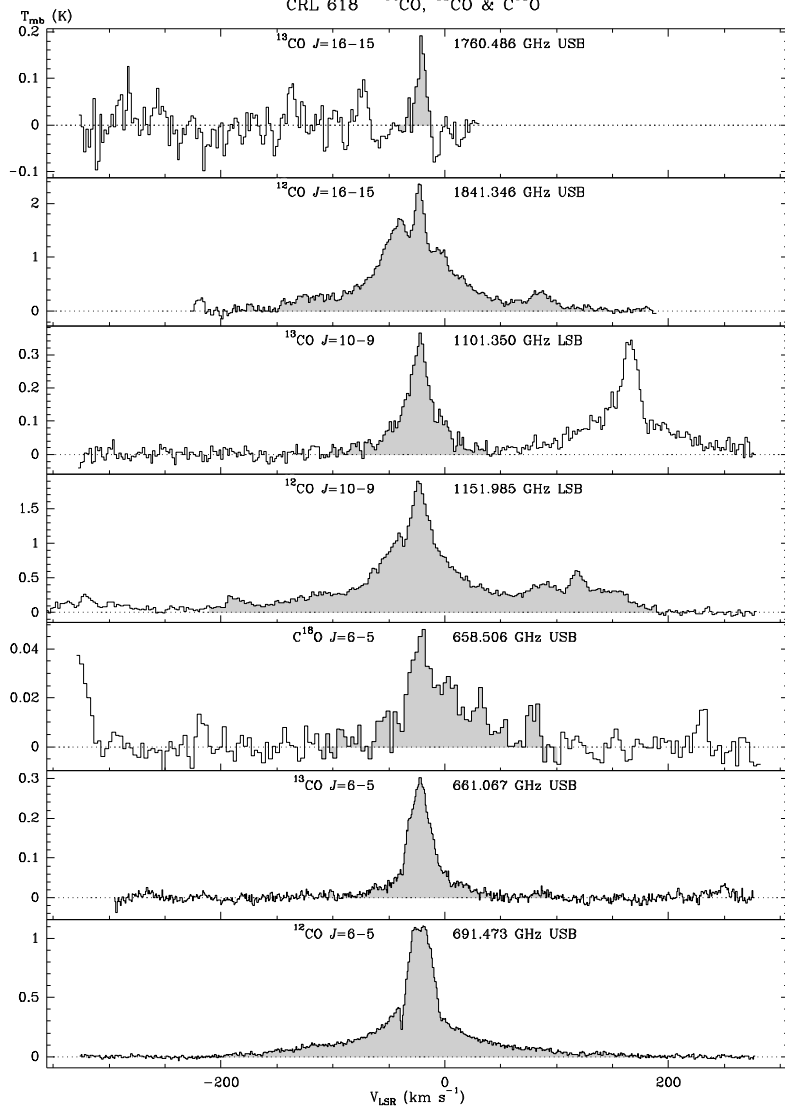 CRL 618 ¹³CO, ¹²CO & C¹⁸O
T_mb (K)
¹³CO J=16−15 1760.486 GHz USB
0.2
0.1
0
−0.1
¹²CO J=16−15 1841.346 GHz USB
2
1
0
¹³CO J=10−9 1101.350 GHz LSB
0.3
0.2
0.1
0
¹²CO J=10−9 1151.985 GHz LSB
1.5
1
0.5
0
C¹⁸O J=6−5 658.506 GHz USB
0.04
0.02
0
¹³CO J=6−5 661.067 GHz USB
0.3
0.2
0.1
0
¹²CO J=6−5 691.473 GHz USB
1
0.5
0
−200 0 200
V_LSR (km s⁻¹)